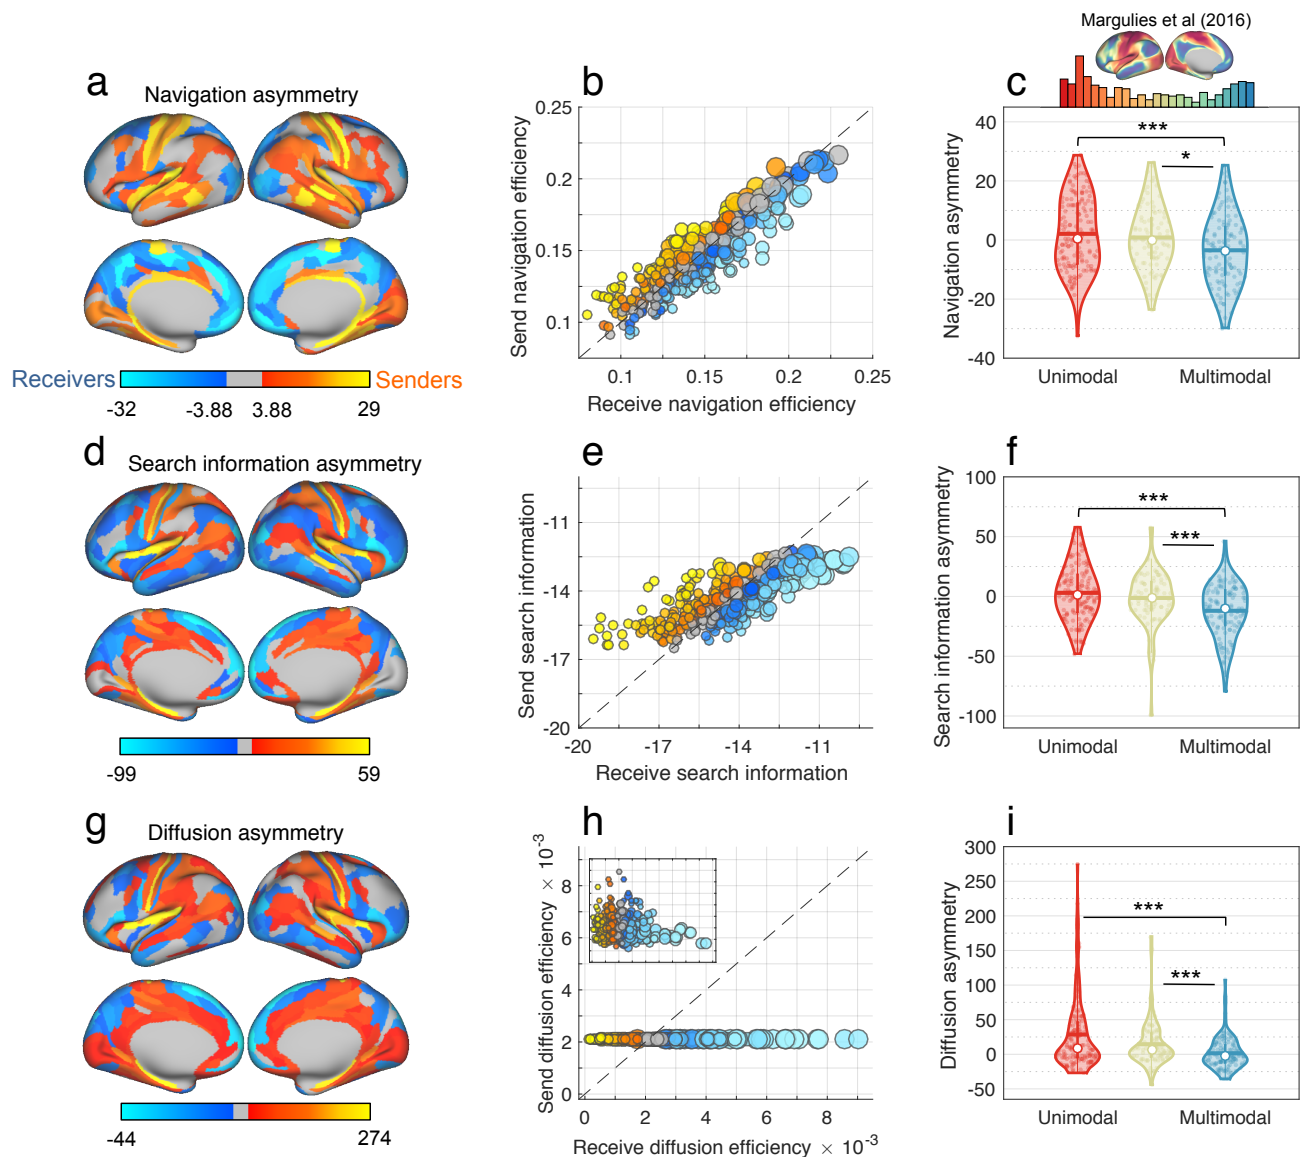 Margulies et al (2016)
a
Navigation asymmetry
Receivers
Senders
-32
-3.88
3.88
29
b
Send navigation efficiency
0.25
0.2
0.15
0.1
0.1
0.15
0.2
0.25
Receive navigation efficiency
c
Navigation asymmetry
40
20
0
-20
-40
***
*
Unimodal
Multimodal
d
Search information asymmetry
-99
59
e
Send search information
-11
-14
-17
-20
-20
-17
-14
-11
Receive search information
f
Search information asymmetry
100
50
0
-50
-100
***
***
Unimodal
Multimodal
g
Diffusion asymmetry
-44
274
h
Send diffusion efficiency × 10-3
8
6
4
2
0
0
2
4
6
8
Receive diffusion efficiency × 10-3
i
Diffusion asymmetry
300
250
200
150
100
50
0
-50
***
***
Unimodal
Multimodal